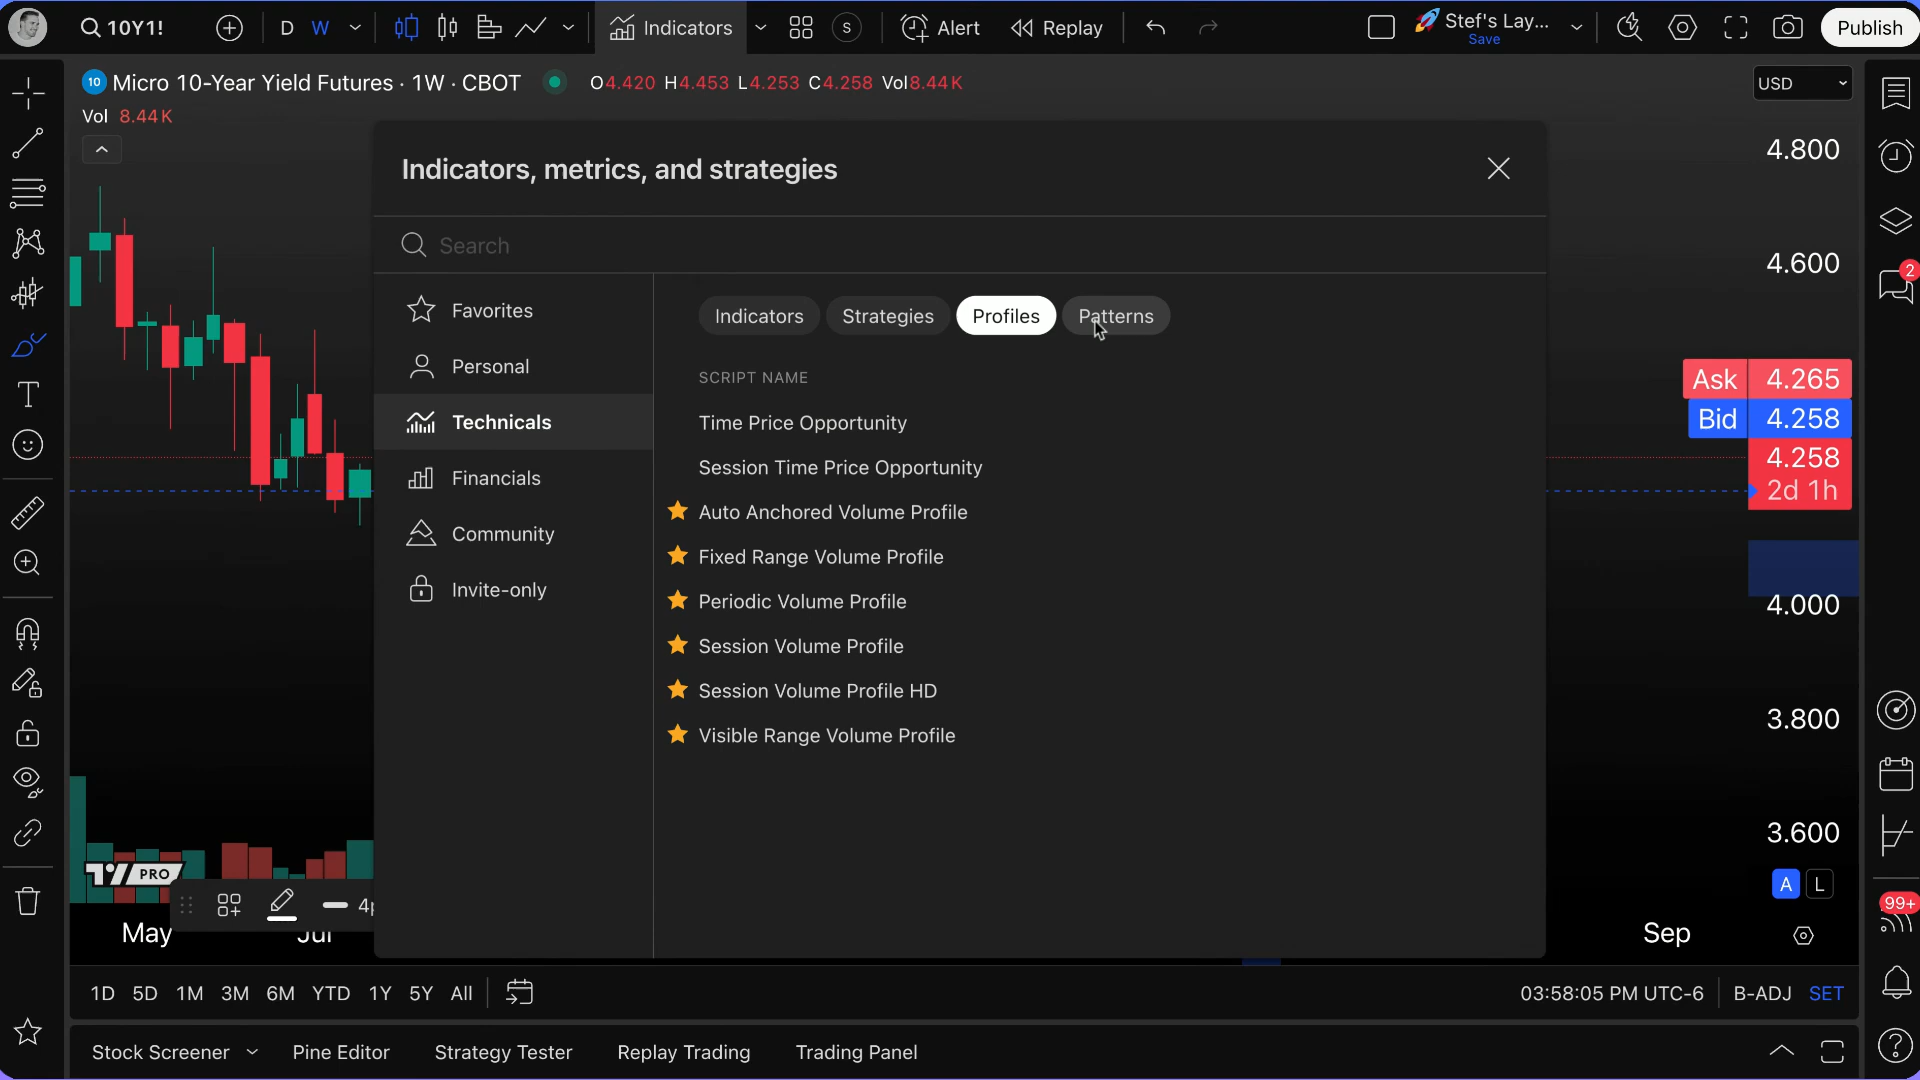 10Y1!
D W
Indicators
S
Alert
Replay
Stef's Lay...
Save
Publish
10 Micro 10-Year Yield Futures · 1W · CBOT
O4.420 H4.453 L4.253 C4.258 Vol8.44K
USD
Vol 8.44K
Indicators, metrics, and strategies
Search
Favorites
Personal
Technicals
Financials
Community
Invite-only
Indicators
Strategies
Profiles
Patterns
SCRIPT NAME
Time Price Opportunity
Session Time Price Opportunity
Auto Anchored Volume Profile
Fixed Range Volume Profile
Periodic Volume Profile
Session Volume Profile
Session Volume Profile HD
Visible Range Volume Profile
4.800
4.600
Ask 4.265
Bid 4.258
4.258
2d 1h
4.000
3.800
3.600
A L
2
99+
PRO
May
Jul
Sep
1D 5D 1M 3M 6M YTD 1Y 5Y All
03:58:05 PM UTC-6
B-ADJ SET
Stock Screener
Pine Editor
Strategy Tester
Replay Trading
Trading Panel